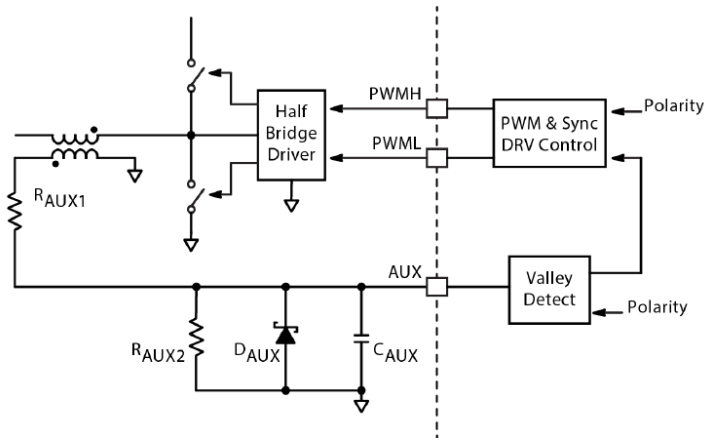 PWMH
Polarity
Half
Bridge
Driver
PWM & Sync
DRV Control
PWML
RAUX1
AUX
Valley
Detect
Polarity
RAUX2
DAUX
CAUX